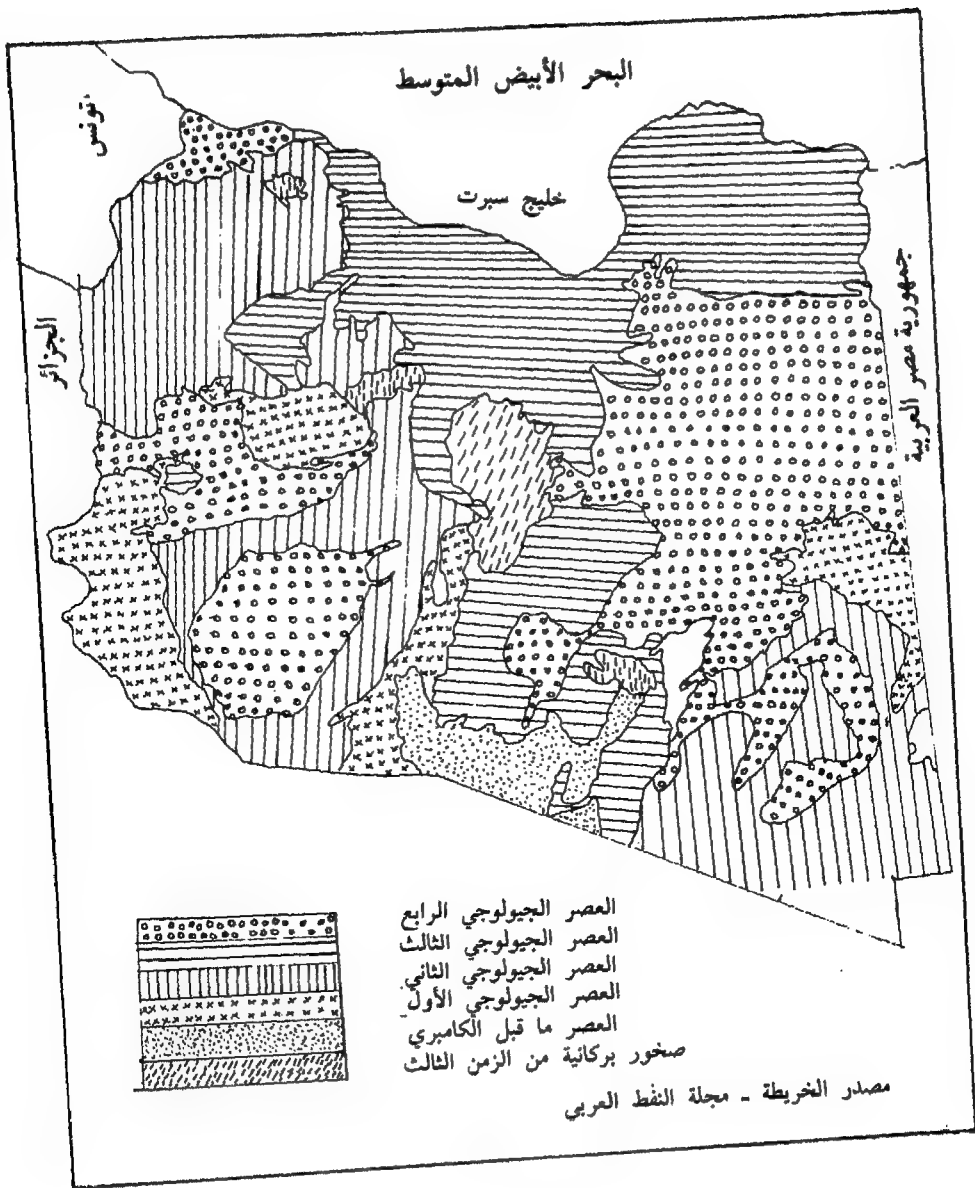 البحر الأبيض المتوسط
تونس
خليج سبرت
الجزائر
جمهورية مصر العربية
العصر الجيولوجي الرابع
العصر الجيولوجي الثالث
العصر الجيولوجي الثاني
العصر الجيولوجي الأول
العصر ما قبل الكامبري
صخور بركانية من الزمن الثالث
مصدر الخريطة - مجلة النفط العربي